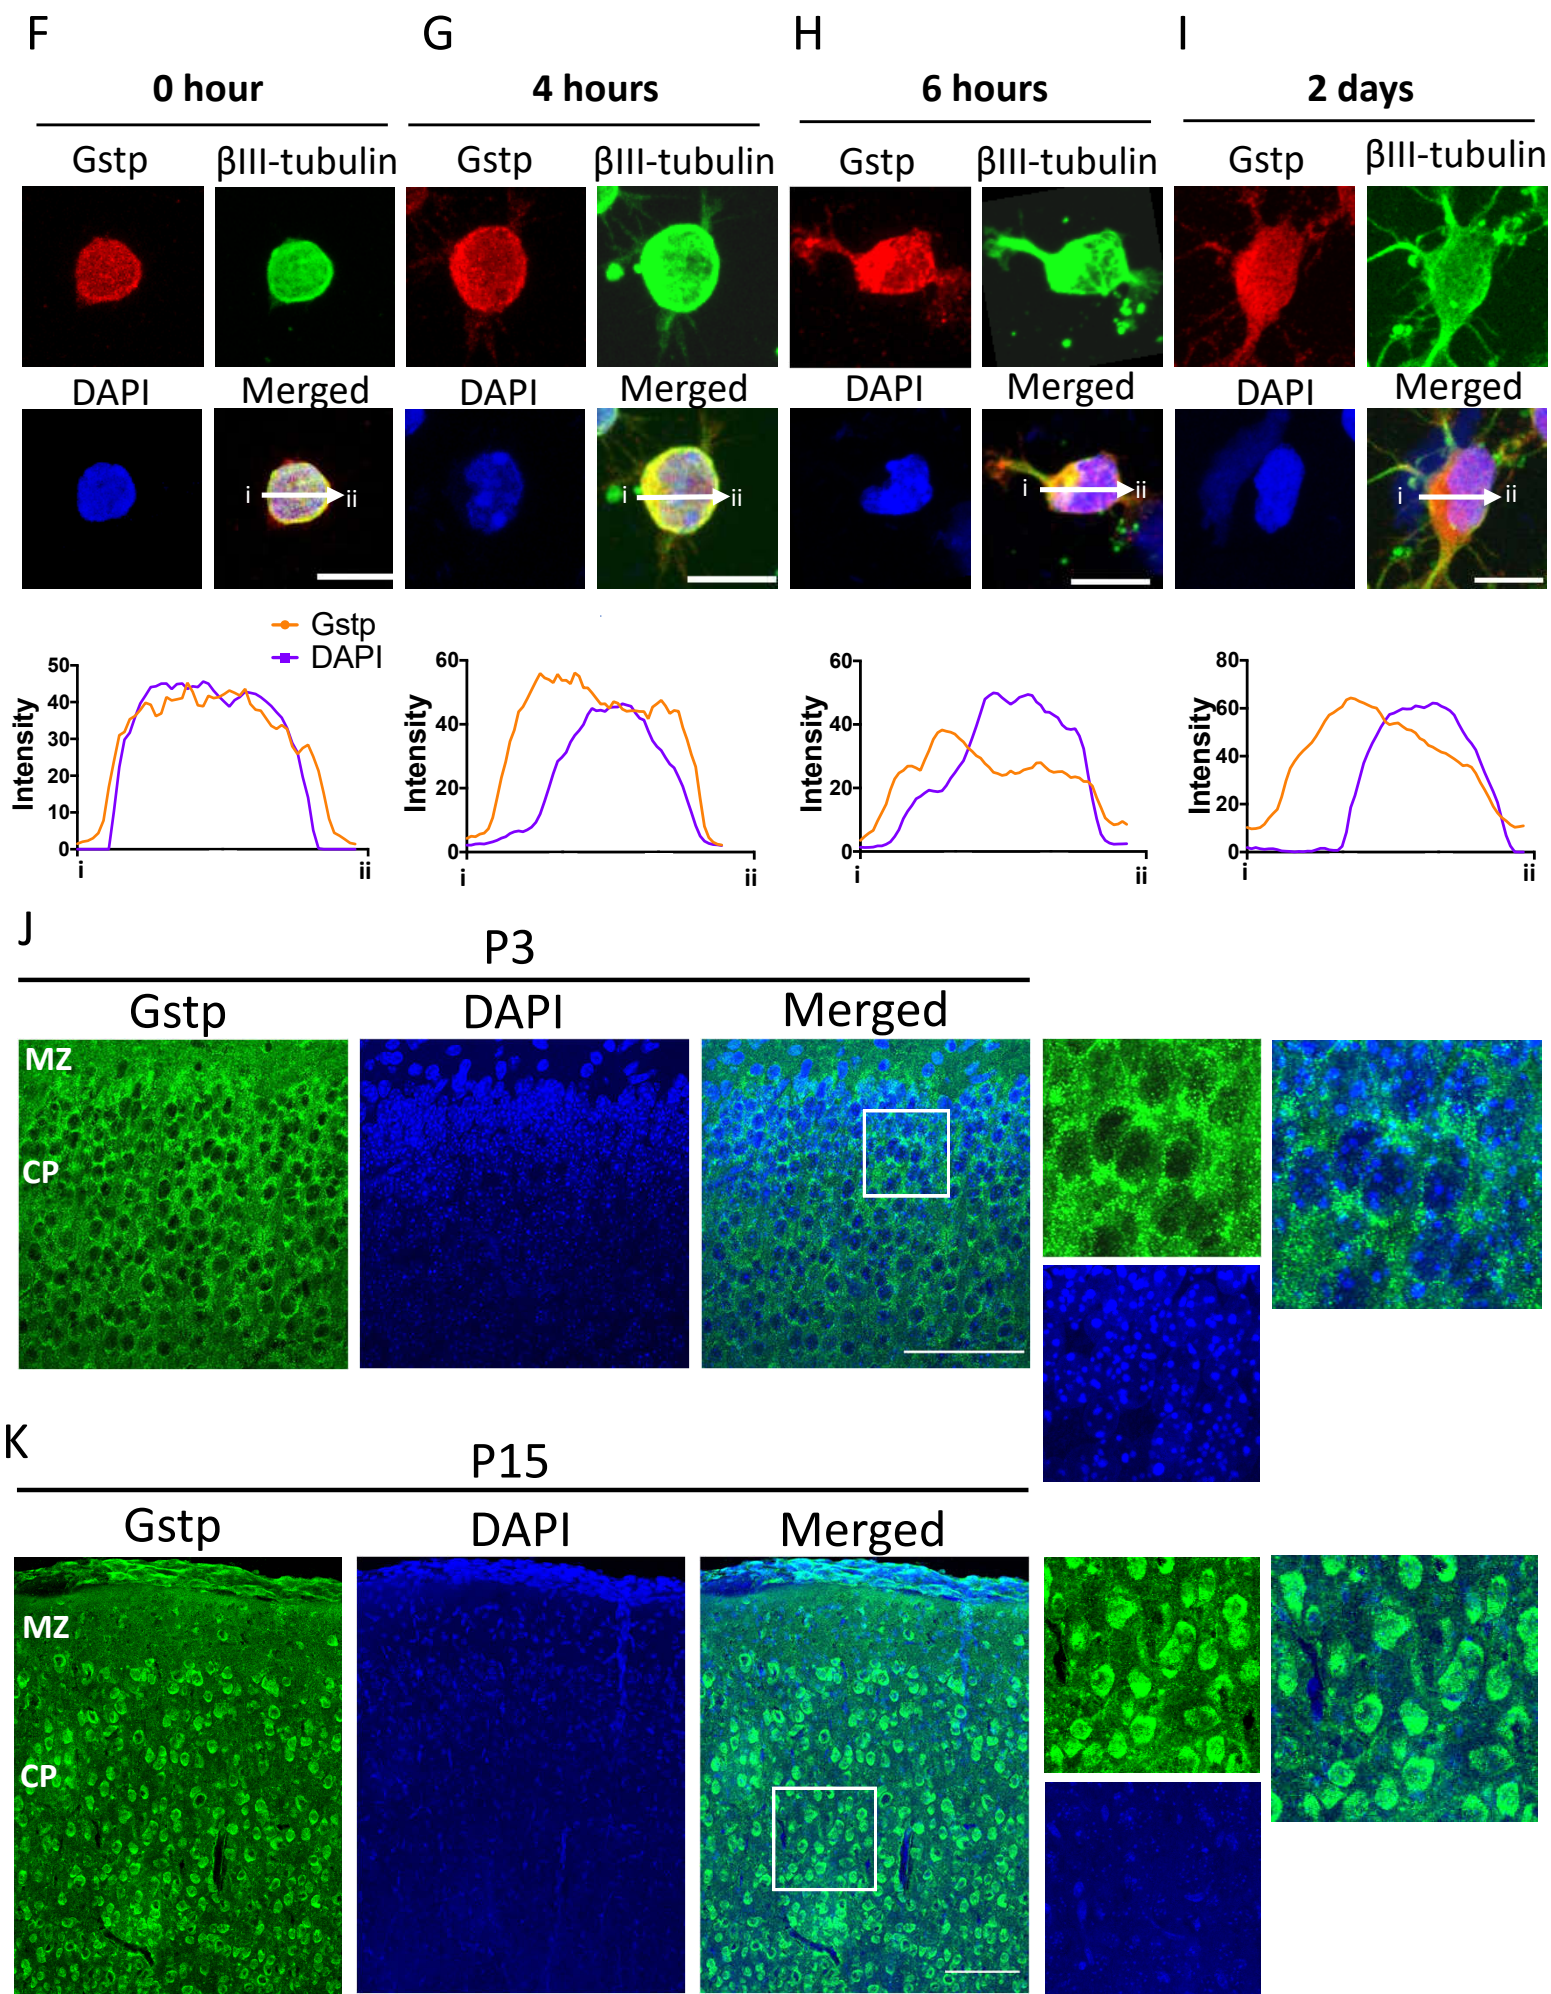 F G H I
0 hour 4 hours 6 hours 2 days
Gstp βIII-tubulin Gstp βIII-tubulin Gstp βIII-tubulin Gstp βIII-tubulin
DAPI Merged DAPI Merged DAPI Merged DAPI Merged
i ii i ii i ii i ii
Gstp
DAPI
Intensity
50
40
30
20
10
0
i ii
Intensity
60
40
20
0
i ii
Intensity
60
40
20
0
i ii
Intensity
80
60
40
20
0
i ii
J
P3
Gstp DAPI Merged
MZ
CP
K
P15
Gstp DAPI Merged
MZ
CP